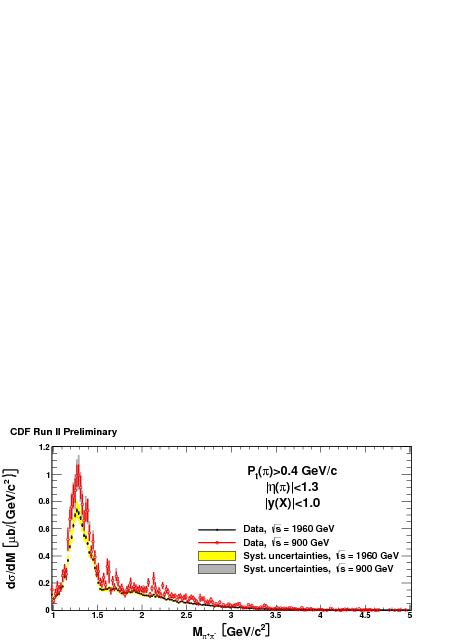 CDF Run II Preliminary
dσ/dM [μb/(GeV/c²)]
1.2
1
0.8
0.6
0.4
0.2
0
P_t(π)>0.4 GeV/c
|η(π)|<1.3
|y(X)|<1.0
Data, √s = 1960 GeV
Data, √s = 900 GeV
Syst. uncertainties, √s = 1960 GeV
Syst. uncertainties, √s = 900 GeV
1 1.5 2 2.5 3 3.5 4 4.5 5
M_π⁺π⁻ [GeV/c²]